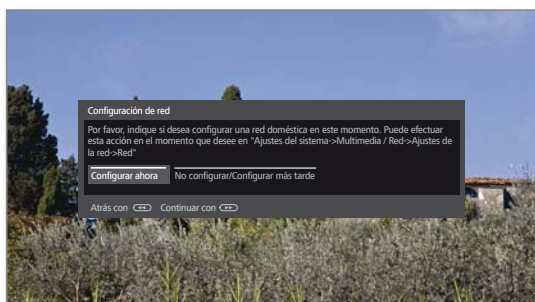 Configuración de red
Por favor, indique si desea configurar una red doméstica en este momento. Puede efectuar
esta acción en el momento que desee en "Ajustes del sistema->Multimedia / Red->Ajustes de
la red->Red"
Configurar ahora No configurar/Configurar más tarde
Atrás con Continuar con